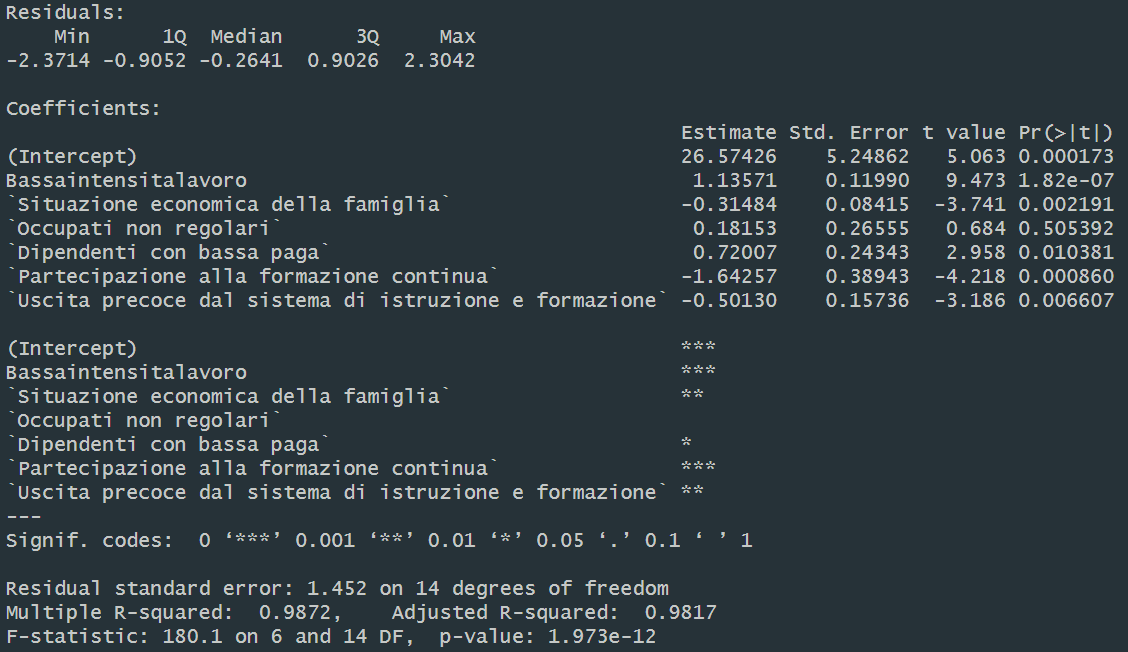 Residuals:
    Min      1Q  Median      3Q     Max
-2.3714 -0.9052 -0.2641  0.9026  2.3042

Coefficients:
                                                        Estimate Std. Error t value Pr(>|t|)
(Intercept)                                             26.57426    5.24862   5.063 0.000173
Bassaintensitalavoro                                     1.13571    0.11990   9.473 1.82e-07
`Situazione economica della famiglia`                   -0.31484    0.08415  -3.741 0.002191
`Occupati non regolari`                                  0.18153    0.26555   0.684 0.505392
`Dipendenti con bassa paga`                              0.72007    0.24343   2.958 0.010381
`Partecipazione alla formazione continua`               -1.64257    0.38943  -4.218 0.000860
`Uscita precoce dal sistema di istruzione e formazione` -0.50130    0.15736  -3.186 0.006607

(Intercept)                                             ***
Bassaintensitalavoro                                    ***
`Situazione economica della famiglia`                   **
`Occupati non regolari`
`Dipendenti con bassa paga`                             *
`Partecipazione alla formazione continua`               ***
`Uscita precoce dal sistema di istruzione e formazione` **
---
Signif. codes:  0 ‘***’ 0.001 ‘**’ 0.01 ‘*’ 0.05 ‘.’ 0.1 ‘ ’ 1

Residual standard error: 1.452 on 14 degrees of freedom
Multiple R-squared:  0.9872,    Adjusted R-squared:  0.9817
F-statistic: 180.1 on 6 and 14 DF,  p-value: 1.973e-12